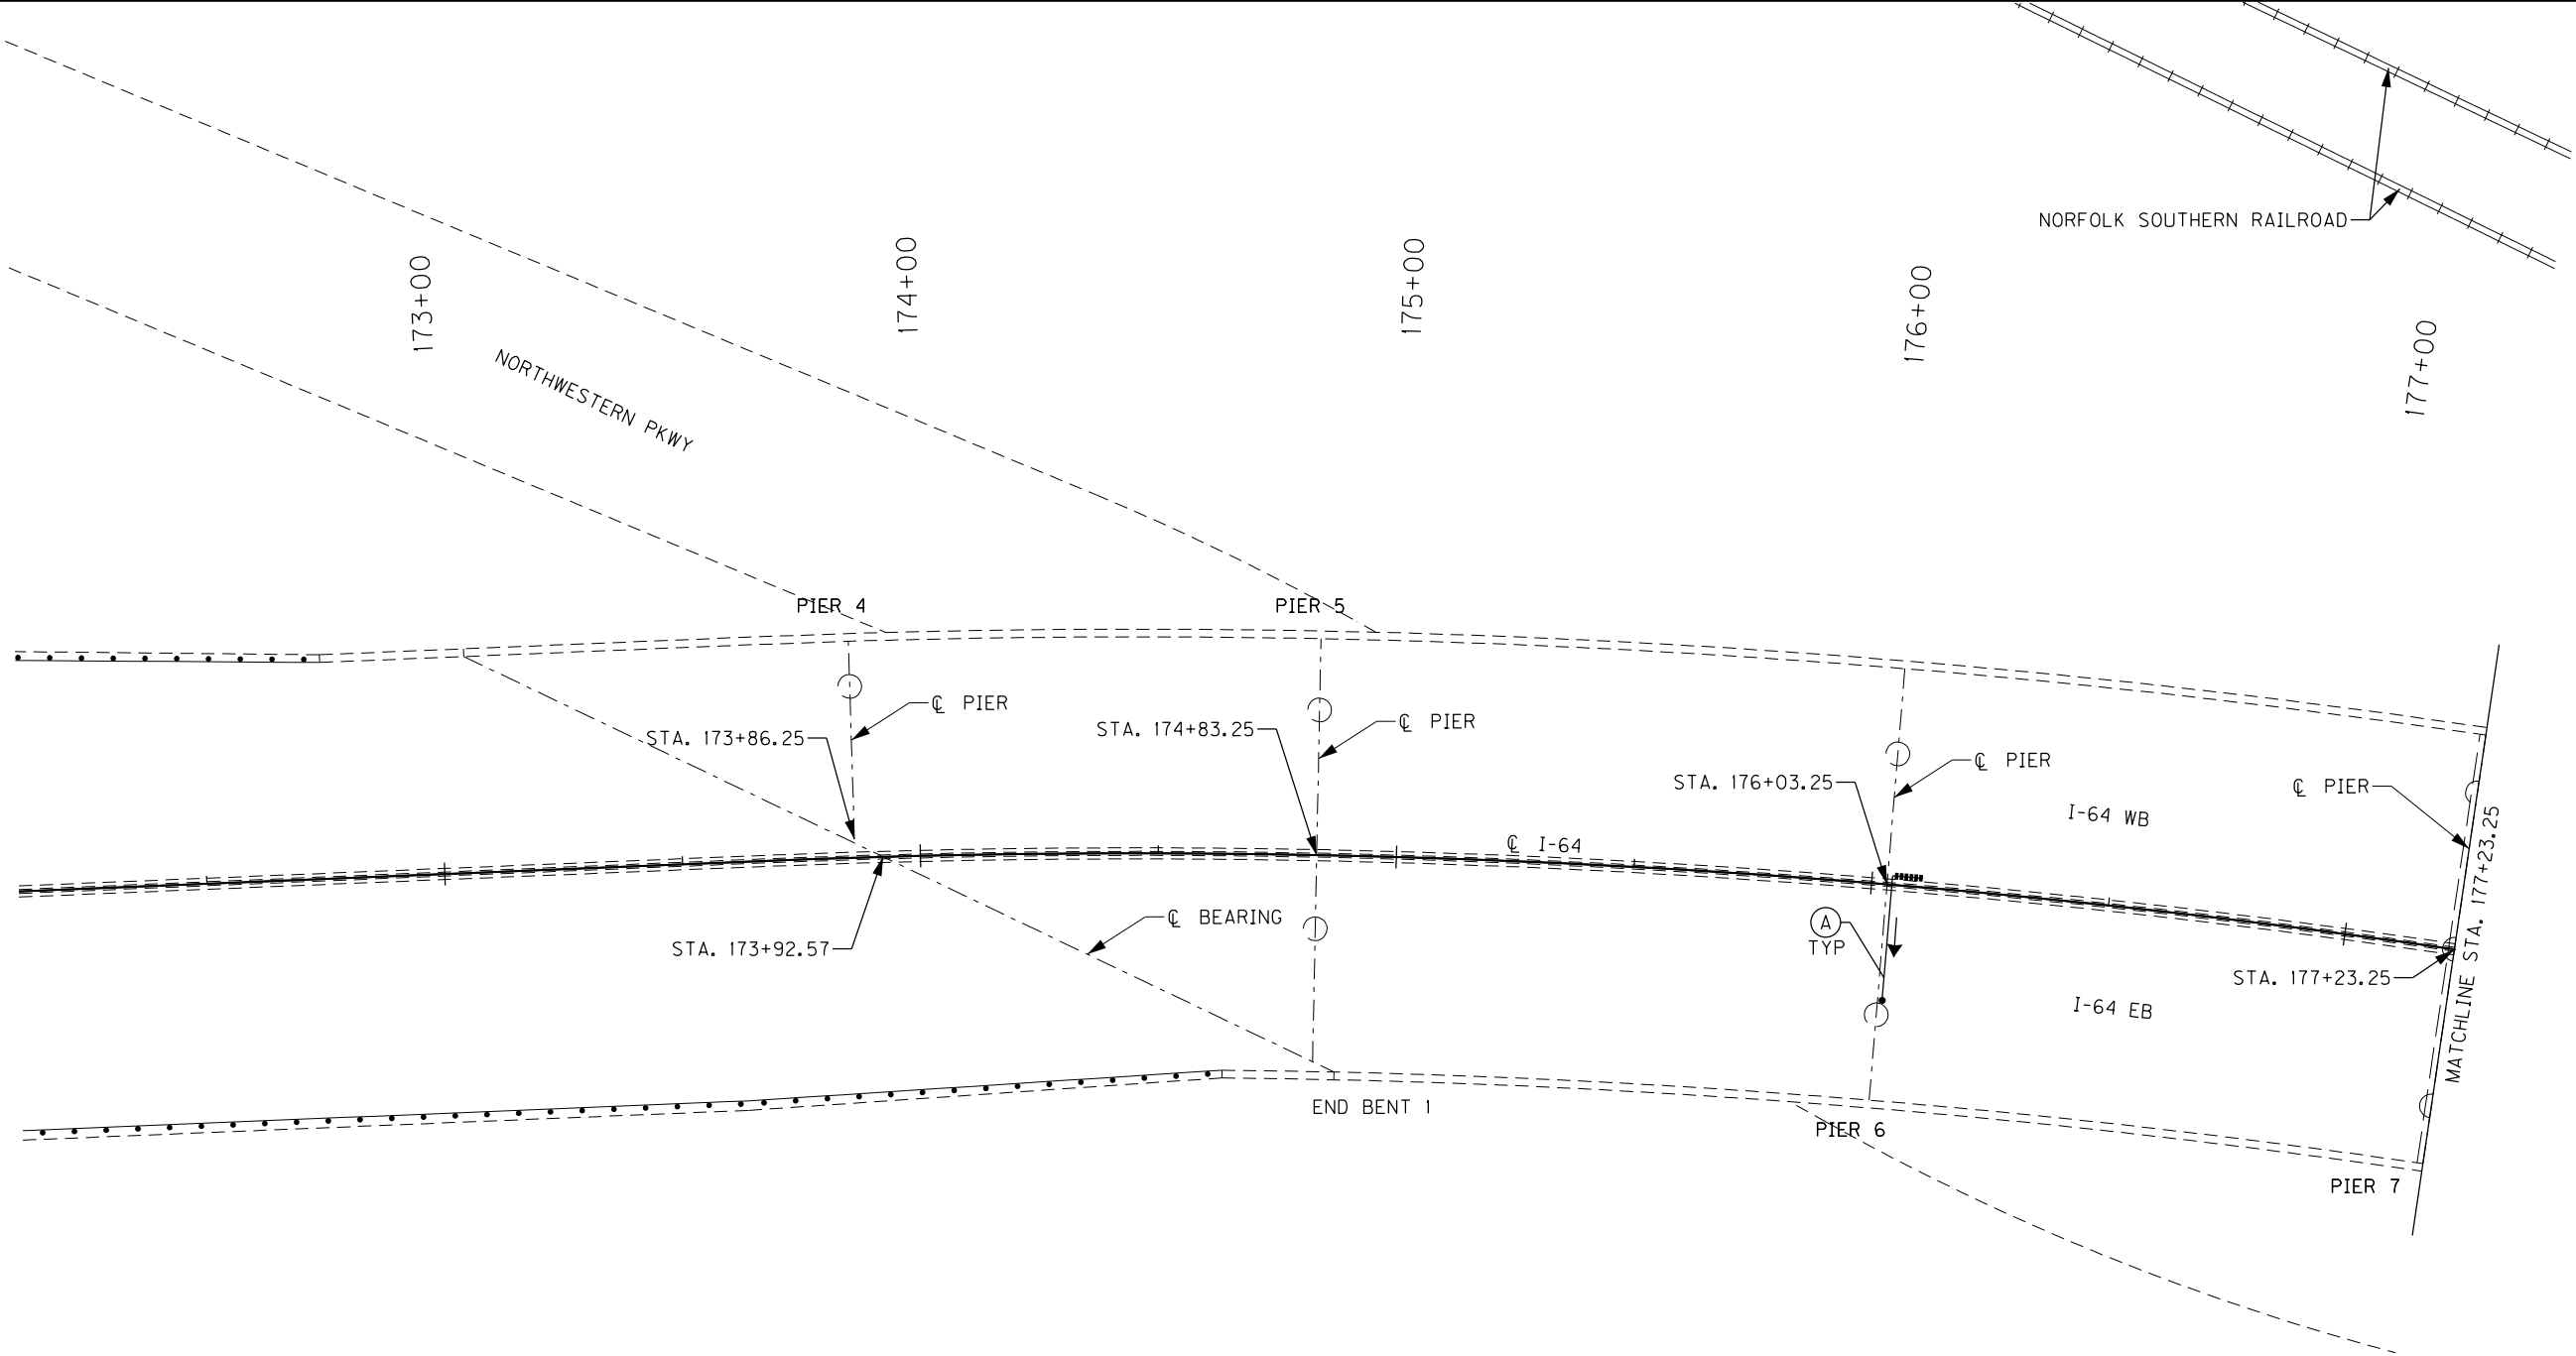 NORFOLK SOUTHERN RAILROAD
173+00
174+00
175+00
176+00
177+00
NORTHWESTERN PKWY
PIER 4
PIER 5
℄ PIER
℄ PIER
STA. 173+86.25
STA. 174+83.25
℄ PIER
STA. 176+03.25
℄ PIER
I-64 WB
℄ I-64
℄ BEARING
A
TYP
STA. 173+92.57
STA. 177+23.25
I-64 EB
MATCHLINE STA. 177+23.25
END BENT 1
PIER 6
PIER 7